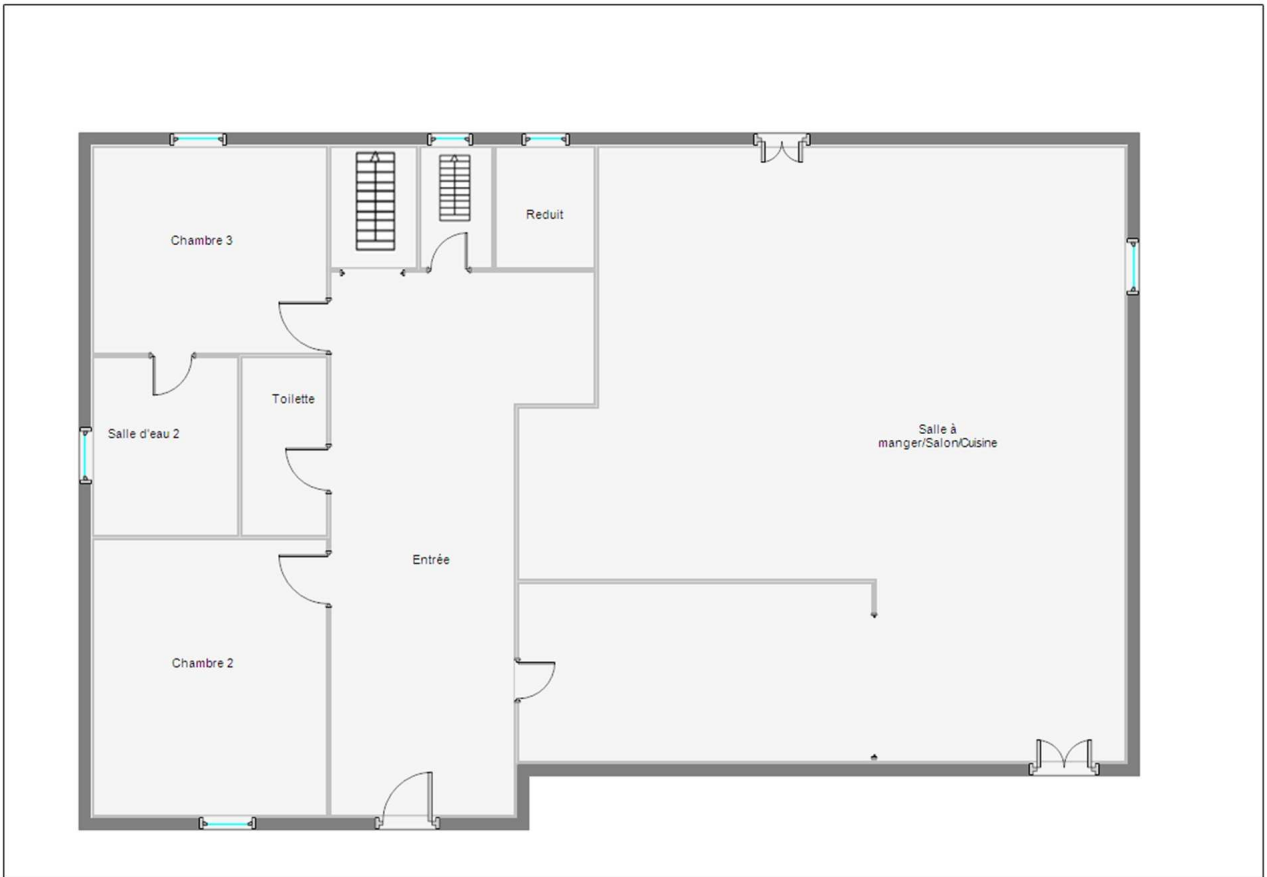 Reduit
Chambre 3
Toilette
Salle d'eau 2
Salle à
manger/Salon/Cuisine
Entrée
Chambre 2